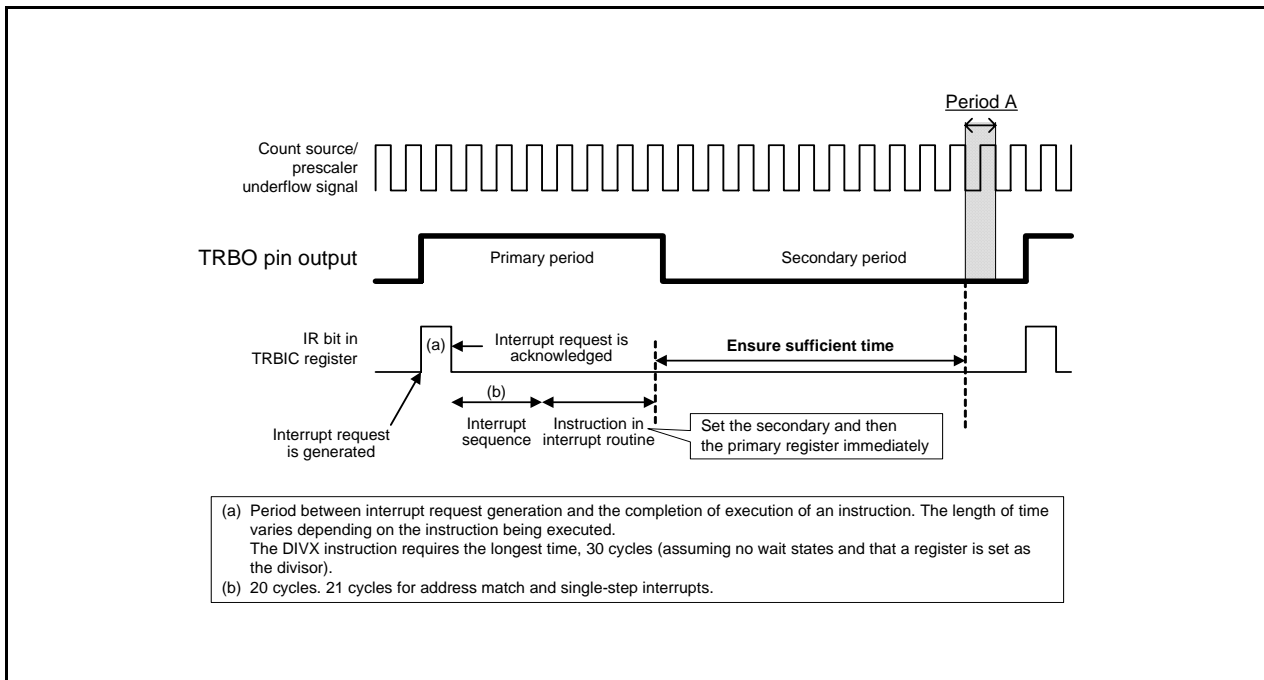 Period A
Count source/
prescaler
underflow signal
TRBO pin output
Primary period
Secondary period
IR bit in
TRBIC register
(a)
Interrupt request is
acknowledged
Ensure sufficient time
(b)
Interrupt
sequence
Instruction in
interrupt routine
Set the secondary and then
the primary register immediately
Interrupt request
is generated
(a) Period between interrupt request generation and the completion of execution of an instruction. The length of time
varies depending on the instruction being executed.
The DIVX instruction requires the longest time, 30 cycles (assuming no wait states and that a register is set as
the divisor).
(b) 20 cycles. 21 cycles for address match and single-step interrupts.